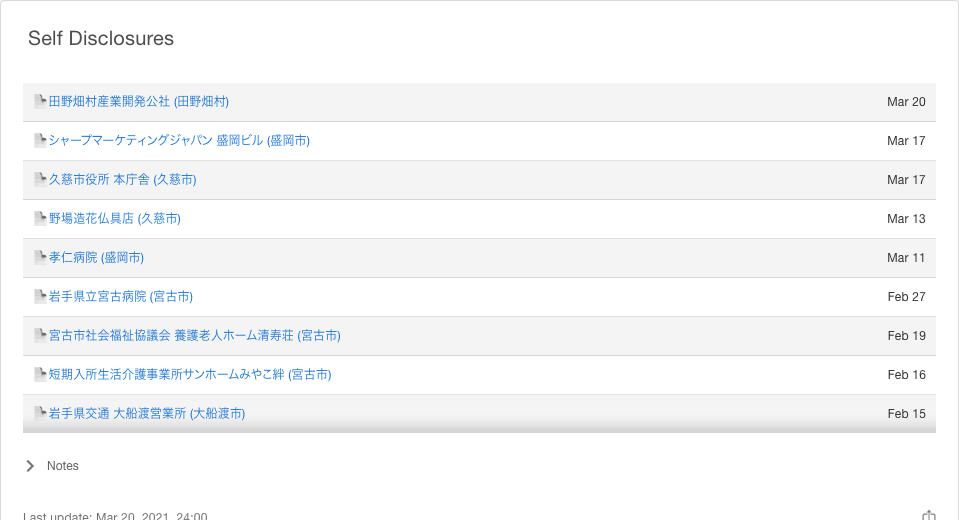 Self Disclosures
田野畑村産業開発公社 (田野畑村) Mar 20
シャープマーケティングジャパン 盛岡ビル (盛岡市) Mar 17
久慈市役所 本庁舎 (久慈市) Mar 17
野場造花仏具店 (久慈市) Mar 13
孝仁病院 (盛岡市) Mar 11
岩手県立宮古病院 (宮古市) Feb 27
宮古市社会福祉協議会 養護老人ホーム清寿荘 (宮古市) Feb 19
短期入所生活介護事業所サンホームみやこ絆 (宮古市) Feb 16
岩手県交通 大船渡営業所 (大船渡市) Feb 15
Notes
Last update: Mar 20, 2021, 24:00